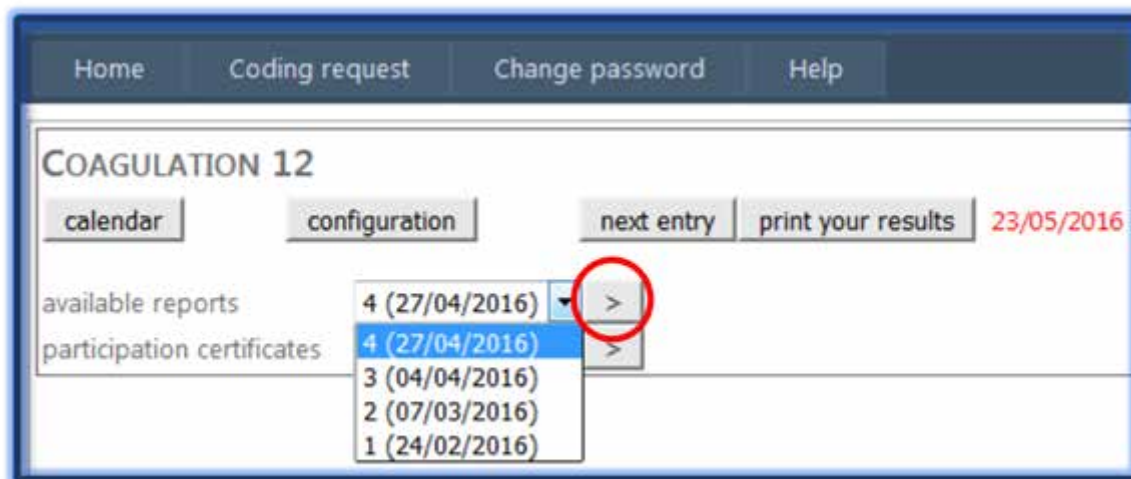 Home Coding request Change password Help
COAGULATION 12
calendar configuration next entry print your results 23/05/2016
available reports 4 (27/04/2016) >
participation certificates 4 (27/04/2016) >
3 (04/04/2016)
2 (07/03/2016)
1 (24/02/2016)